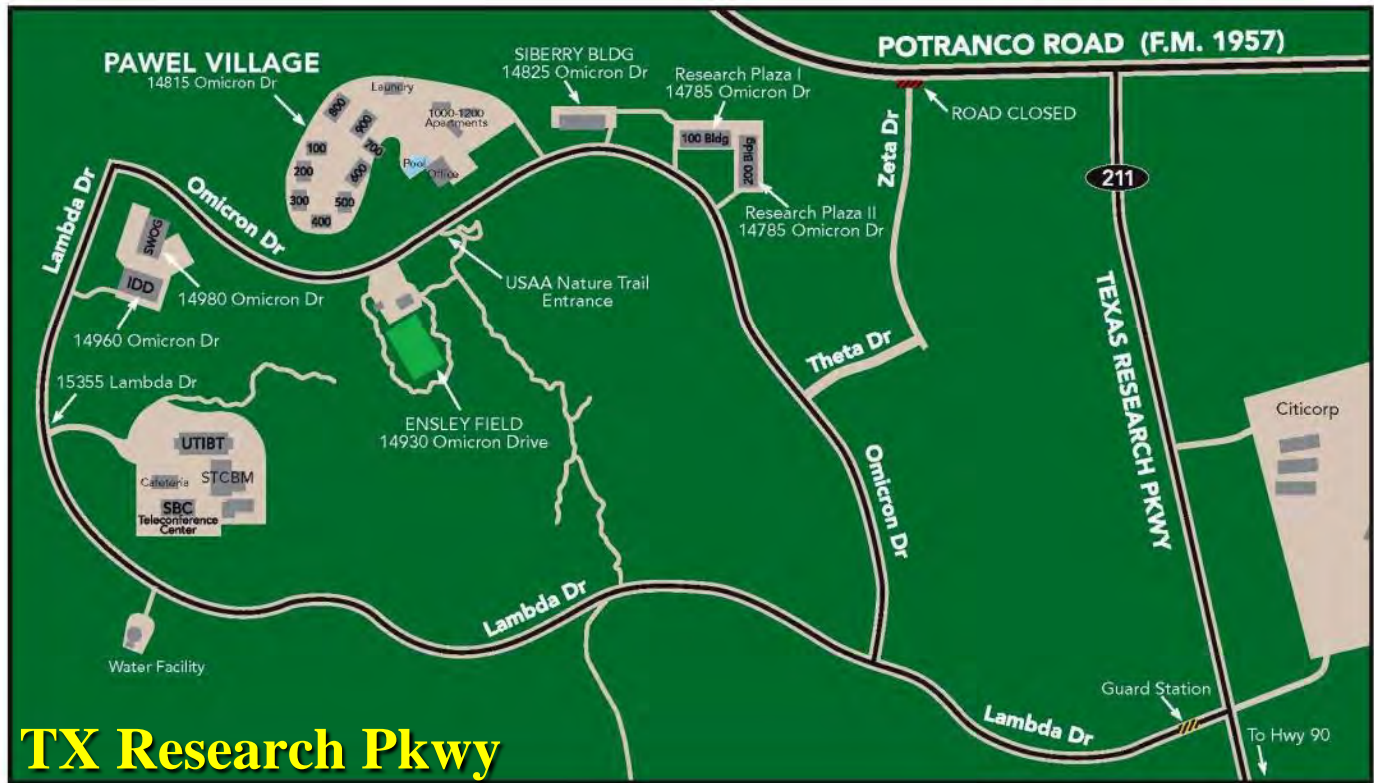 POTRANCO ROAD (F.M. 1957)
PAWEL VILLAGE
14815 Omicron Dr
SIBERRY BLDG
14825 Omicron Dr
Research Plaza I
14785 Omicron Dr
ROAD CLOSED
Laundry
800
900
1000-1200
Apartments
100
700
200
600
300
500
400
Pool
Office
100 Bldg
200 Bldg
Zeta Dr
211
Research Plaza II
14785 Omicron Dr
Lambda Dr
Omicron Dr
SWOG
IDD
14980 Omicron Dr
14960 Omicron Dr
USAA Nature Trail
Entrance
TEXAS RESEARCH PKWY
Theta Dr
15355 Lambda Dr
ENSLEY FIELD
14930 Omicron Drive
Citicorp
UTIBT
Cafeteria
STCBM
SBC
Teleconference
Center
Omicron Dr
Lambda Dr
Water Facility
Guard Station
Lambda Dr
To Hwy 90
TX Research Pkwy